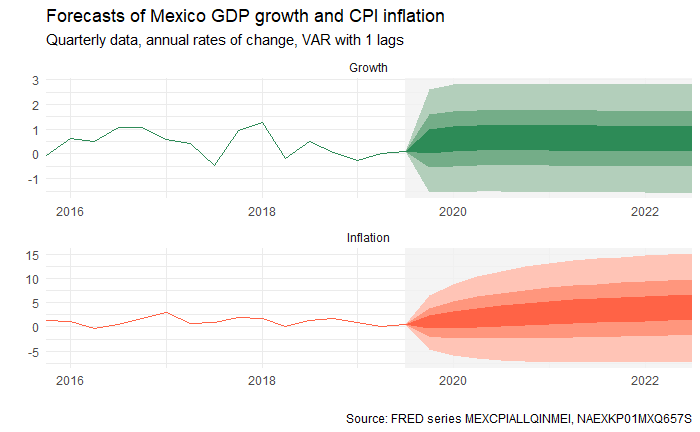 Forecasts of Mexico GDP growth and CPI inflation
Quarterly data, annual rates of change, VAR with 1 lags
Growth
3
2
1
0
-1
2016 2018 2020 2022
Inflation
15
10
5
0
-5
2016 2018 2020 2022
Source: FRED series MEXCPIALLQINMEI, NAEXKP01MXQ657S